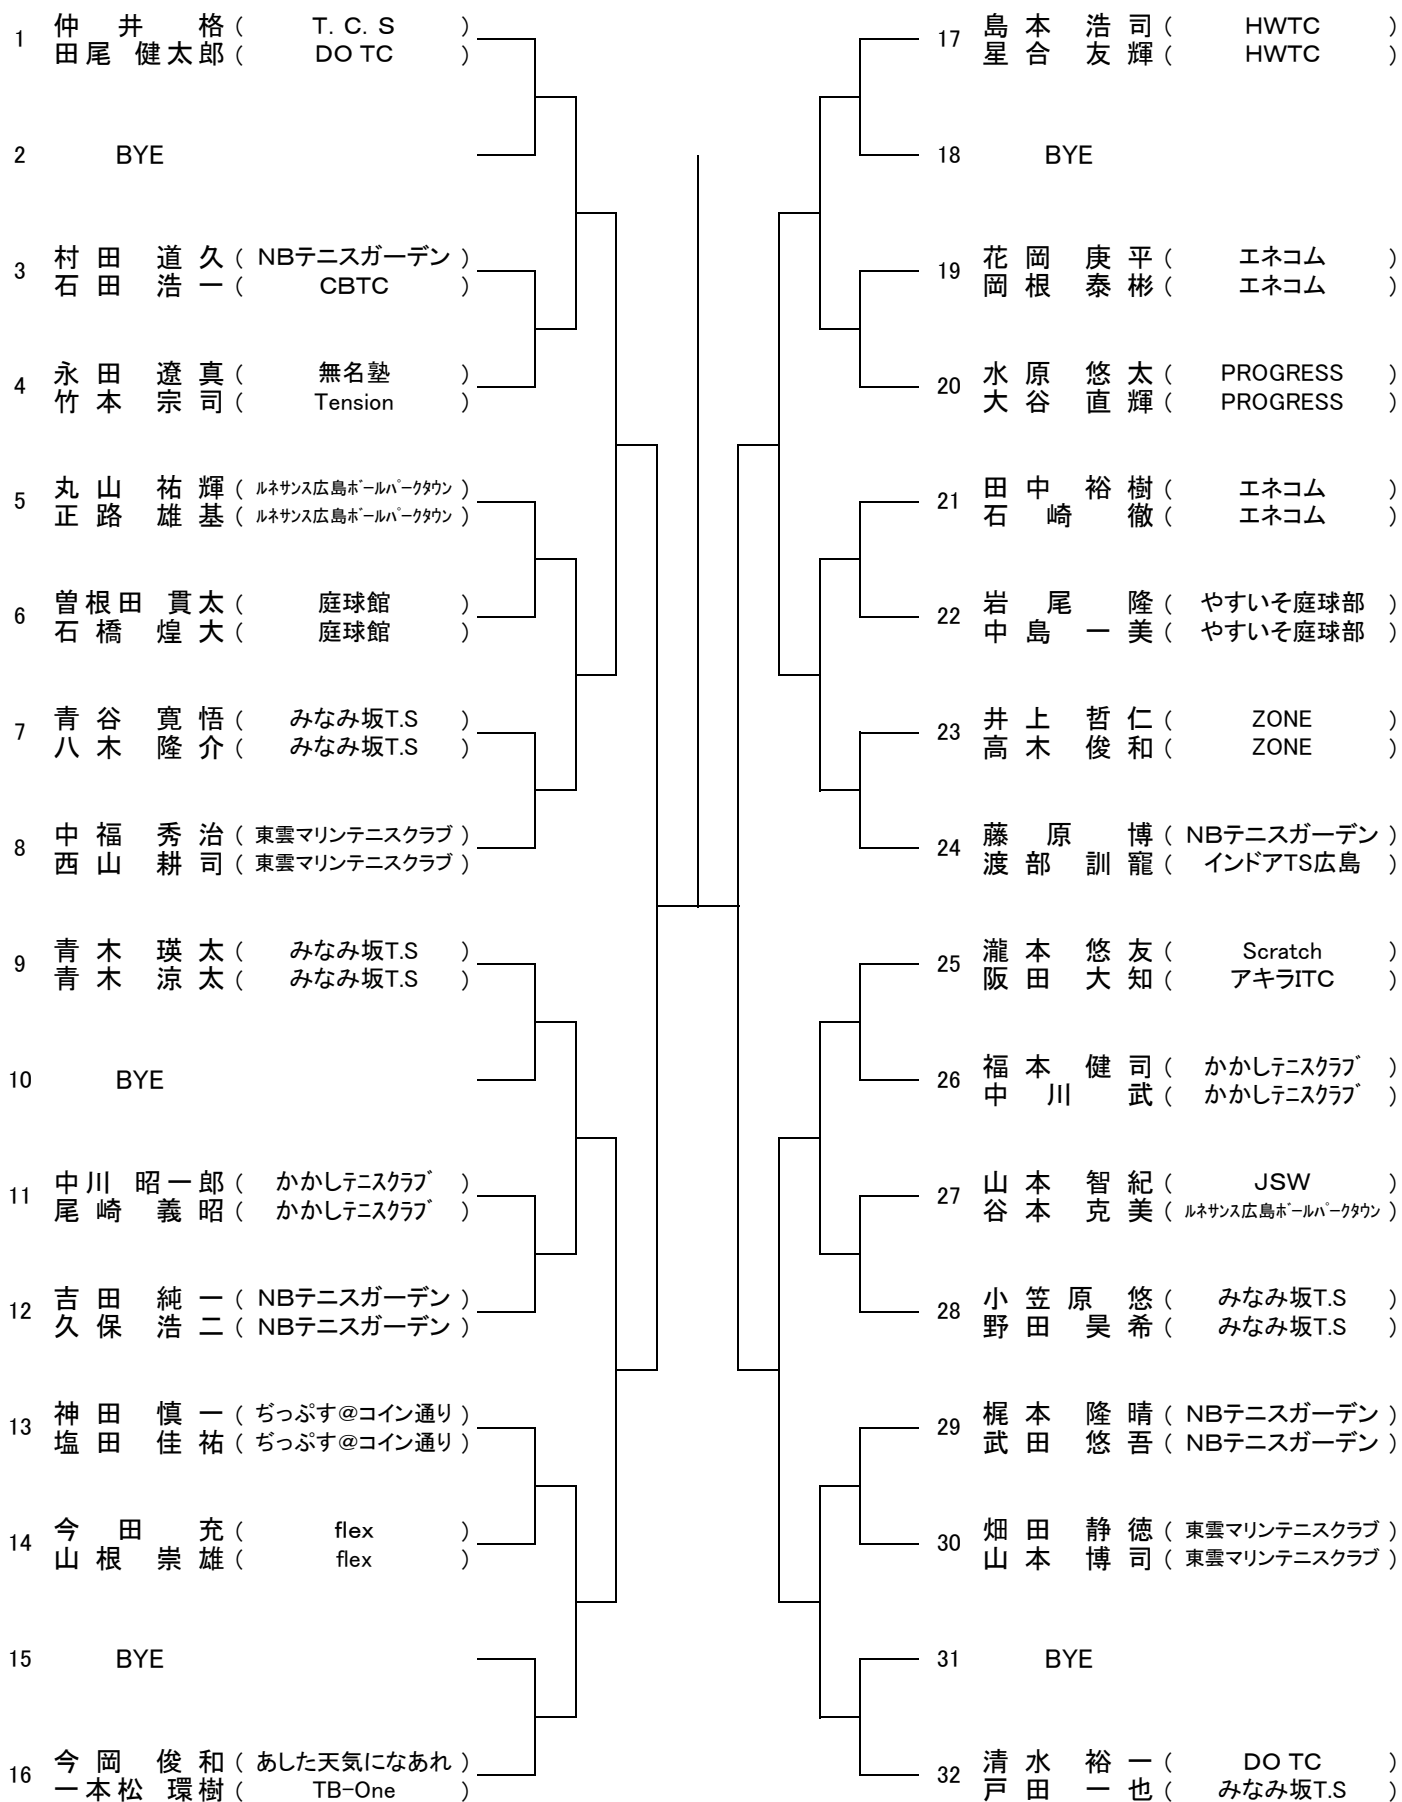 1 仲井格 ( T. C. S )
田尾健太郎 ( DO TC )
2 BYE
3 村田道久 ( NBテニスガーデン )
石田浩一 ( CBTC )
4 永田遼真 ( 無名塾 )
竹本宗司 ( Tension )
5 丸山祐輝 ( ルネサンス広島ボールパークタウン )
正路雄基 ( ルネサンス広島ボールパークタウン )
6 曽根田貫太 ( 庭球館 )
石橋煌大 ( 庭球館 )
7 青谷寛悟 ( みなみ坂T.S )
八木隆介 ( みなみ坂T.S )
8 中福秀治 ( 東雲マリンテニスクラブ )
西山耕司 ( 東雲マリンテニスクラブ )
9 青木瑛太 ( みなみ坂T.S )
青木涼太 ( みなみ坂T.S )
10 BYE
11 中川昭一郎 ( かかしテニスクラブ )
尾崎義昭 ( かかしテニスクラブ )
12 吉田純一 ( NBテニスガーデン )
久保浩二 ( NBテニスガーデン )
13 神田慎一 ( ぢっぷす@コイン通り )
塩田佳祐 ( ぢっぷす@コイン通り )
14 今田充 ( flex )
山根崇雄 ( flex )
15 BYE
16 今岡俊和 ( あした天気になあれ )
一本松環樹 ( TB-One )
17 島本浩司 ( HWTC )
星合友輝 ( HWTC )
18 BYE
19 花岡庚平 ( エネコム )
岡根泰彬 ( エネコム )
20 水原悠太 ( PROGRESS )
大谷直輝 ( PROGRESS )
21 田中裕樹 ( エネコム )
石崎徹 ( エネコム )
22 岩尾隆 ( やすいそ庭球部 )
中島一美 ( やすいそ庭球部 )
23 井上哲仁 ( ZONE )
高木俊和 ( ZONE )
24 藤原博 ( NBテニスガーデン )
渡部訓寵 ( インドアTS広島 )
25 瀧本悠友 ( Scratch )
阪田大知 ( アキラITC )
26 福本健司 ( かかしテニスクラブ )
中川武 ( かかしテニスクラブ )
27 山本智紀 ( JSW )
谷本克美 ( ルネサンス広島ボールパークタウン )
28 小笠原悠 ( みなみ坂T.S )
野田昊希 ( みなみ坂T.S )
29 梶本隆晴 ( NBテニスガーデン )
武田悠吾 ( NBテニスガーデン )
30 畑田静徳 ( 東雲マリンテニスクラブ )
山本博司 ( 東雲マリンテニスクラブ )
31 BYE
32 清水裕一 ( DO TC )
戸田一也 ( みなみ坂T.S )